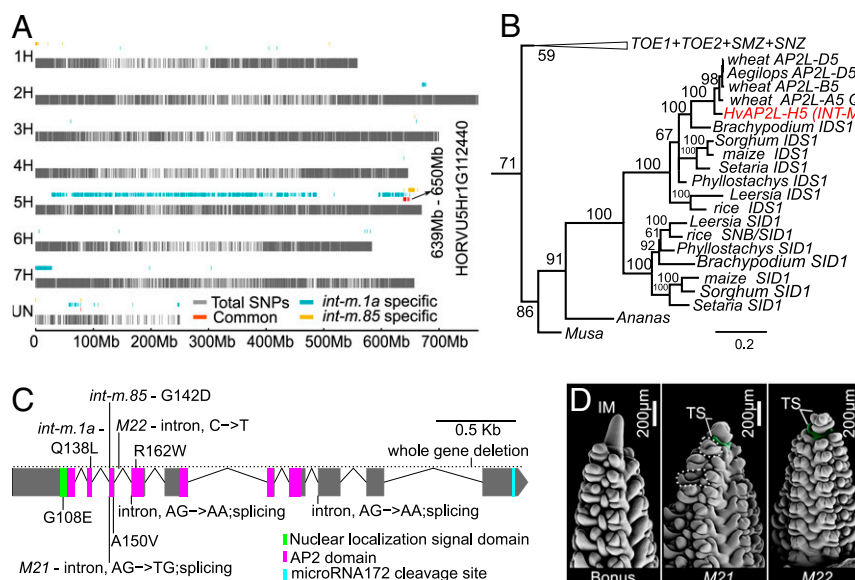 A
1H
2H
3H
4H
5H
6H
7H
UN
639Mb - 650Mb
HORVU5Hr1G112440
Total SNPs
int-m.1a specific
Common
int-m.85 specific
0 100Mb 200Mb 300Mb 400Mb 500Mb 600Mb 700Mb
B
TOE1+TOE2+SMZ+SNZ
59
wheat AP2L-D5
98
Aegilops AP2L-D5
wheat AP2L-B5
100
wheat AP2L-A5
HvAP2L-H5 (INT-M
100
Brachypodium IDS1
Sorghum IDS1
67
100
maize IDS1
100
Setaria IDS1
71
100
Phyllostachys IDS1
Leersia IDS1
100
rice IDS1
100
100
Leersia SID1
61
rice SNB/SID1
92
Phyllostachys SID1
91
100
Brachypodium SID1
100
maize SID1
100
Sorghum SID1
Setaria SID1
86
Ananas
Musa
0.2
C
int-m.85 - G142D
int-m.1a
M22 - intron, C->T
0.5 Kb
Q138L
R162W
whole gene deletion
G108E
intron, AG->AA;splicing
intron, AG->AA;splicing
A150V
M21 - intron, AG->TG;splicing
Nuclear localization signal domain
AP2 domain
microRNA172 cleavage site
D
IM
200µm
TS
200µm
TS
200µm
Bonus
M21
M22